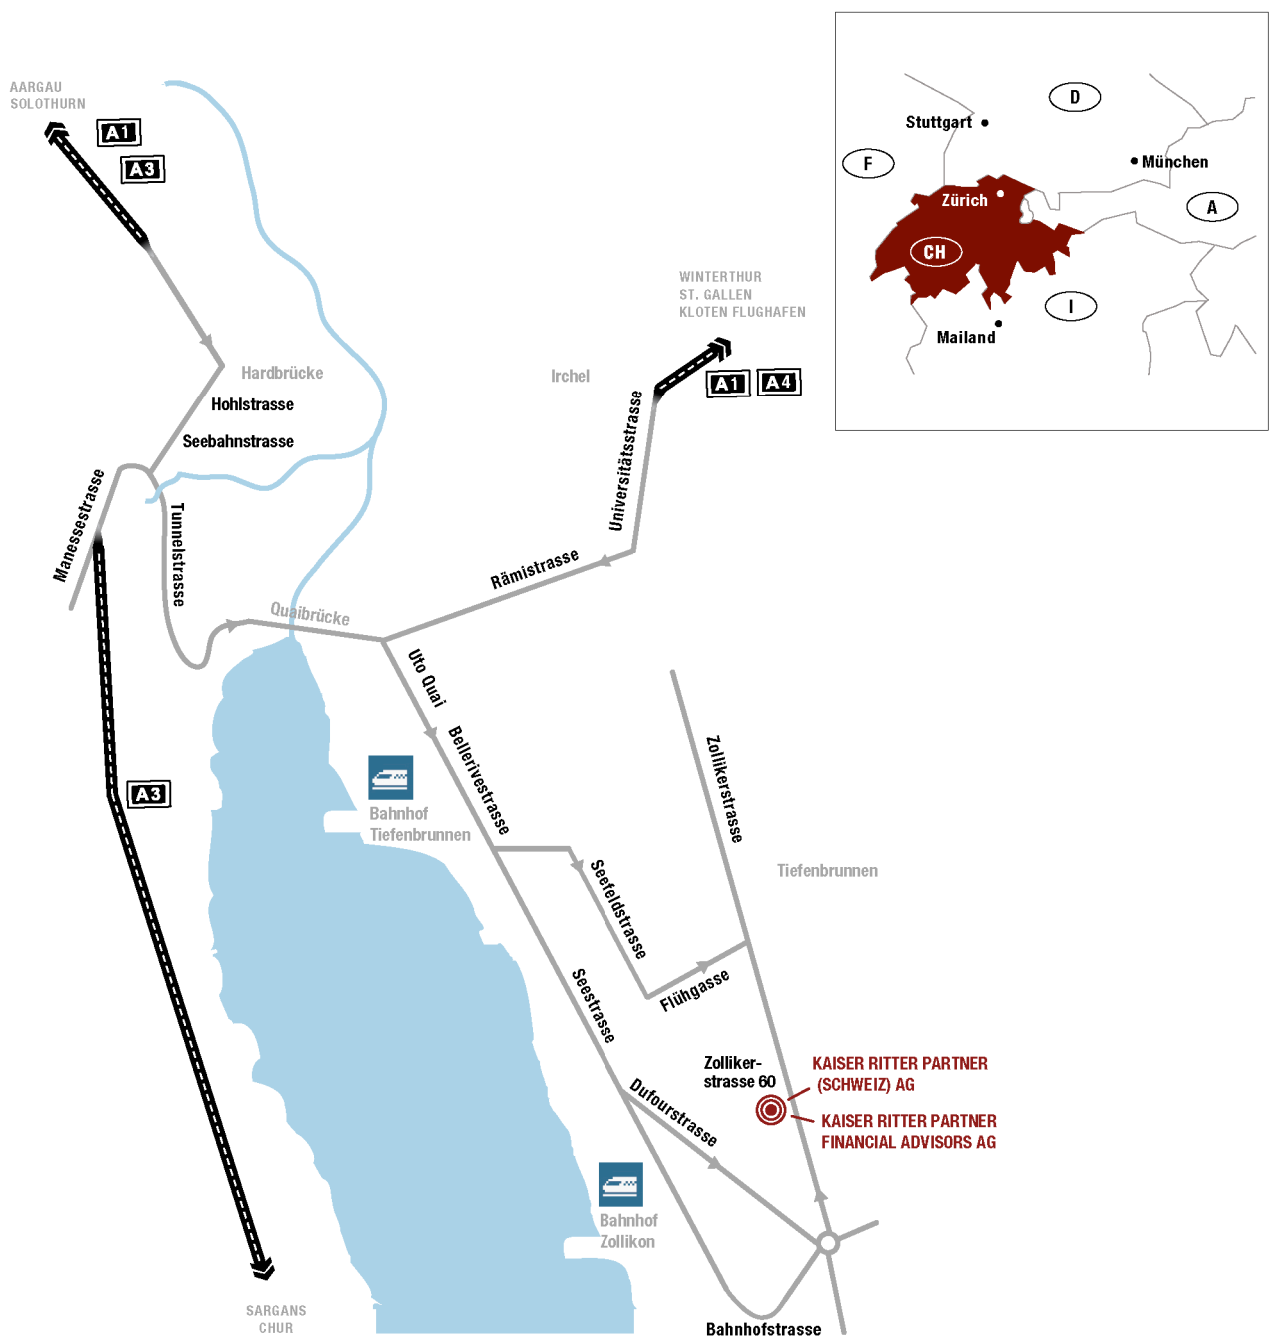 AARGAU
SOLOTHURN
A1
A3
D
Stuttgart
F
München
Zürich
A
CH
I
Mailand
WINTERTHUR
ST. GALLEN
KLOTEN FLUGHAFEN
A1 A4
Irchel
Hardbrücke
Hohlstrasse
Seebahnstrasse
Manessestrasse
Tunnelstrasse
Universitätsstrasse
Rämistrasse
Quaibrücke
Uto Quai
Bellerivestrasse
Zollikerstrasse
A3
Bahnhof
Tiefenbrunnen
Tiefenbrunnen
Seefeldstrasse
Flühgasse
Seestrasse
Zolliker-
strasse 60
KAISER RITTER PARTNER
(SCHWEIZ) AG
KAISER RITTER PARTNER
FINANCIAL ADVISORS AG
Dufourstrasse
Bahnhof
Zollikon
SARGANS
CHUR
Bahnhofstrasse